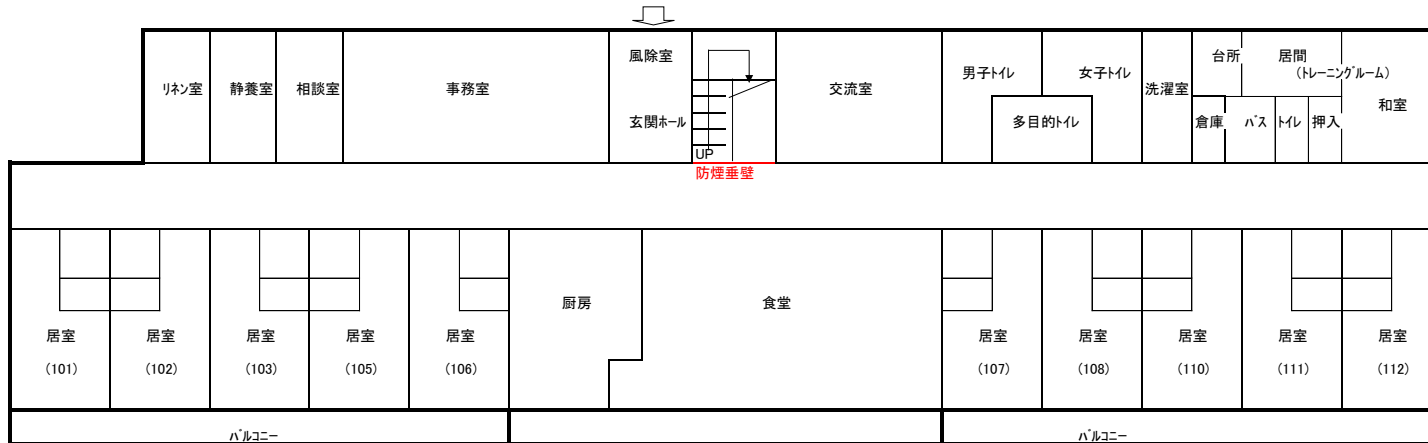 風除室
台所
居間
(トレーニングルーム)
リネン室
静養室
相談室
事務室
交流室
男子トイレ
女子トイレ
洗濯室
和室
玄関ホール
多目的トイレ
倉庫
バス
トイレ
押入
UP
防煙垂壁
厨房
食堂
居室
居室
居室
居室
居室
居室
居室
居室
居室
居室
(101)
(102)
(103)
(105)
(106)
(107)
(108)
(110)
(111)
(112)
バルコニー
バルコニー